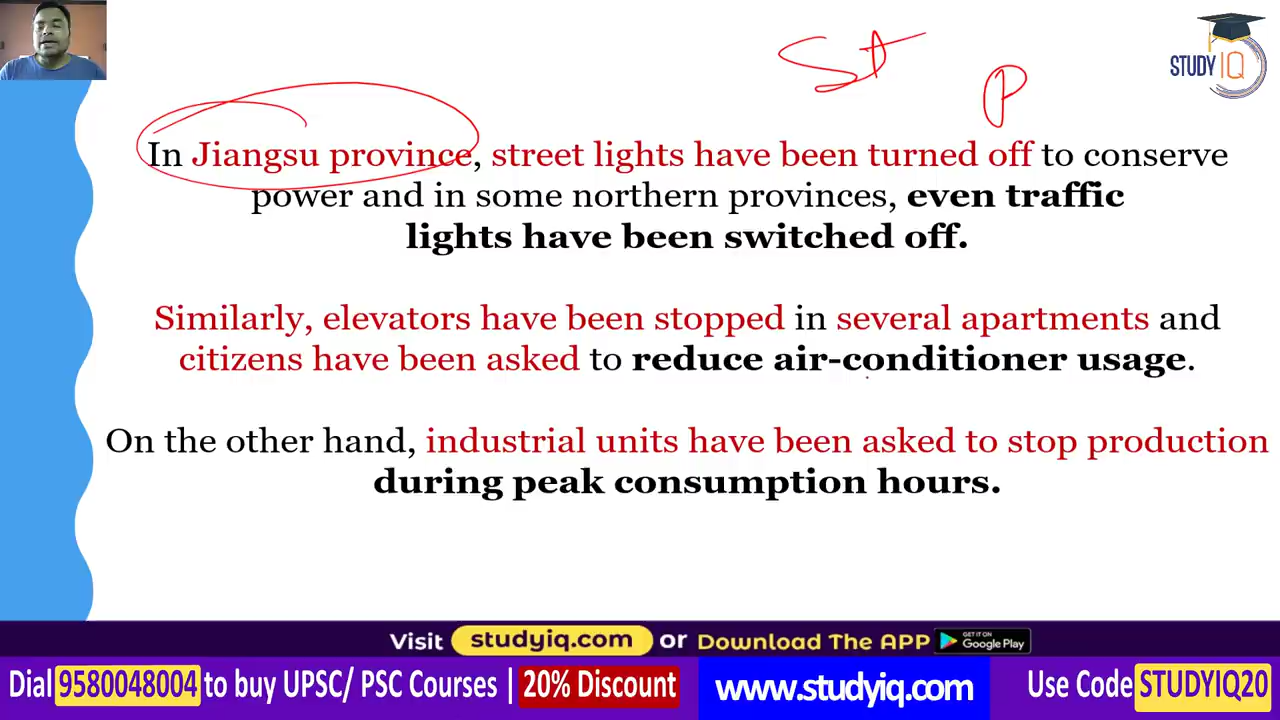 St
P
STUDY IQ
In Jiangsu province, street lights have been turned off to conserve
power and in some northern provinces, even traffic
lights have been switched off.
Similarly, elevators have been stopped in several apartments and
citizens have been asked to reduce air-conditioner usage.
On the other hand, industrial units have been asked to stop production
during peak consumption hours.
Visit studyiq.com or Download The APP GET IT ON Google Play
Dial 9580048004 to buy UPSC/ PSC Courses | 20% Discount www.studyiq.com Use Code STUDYIQ20